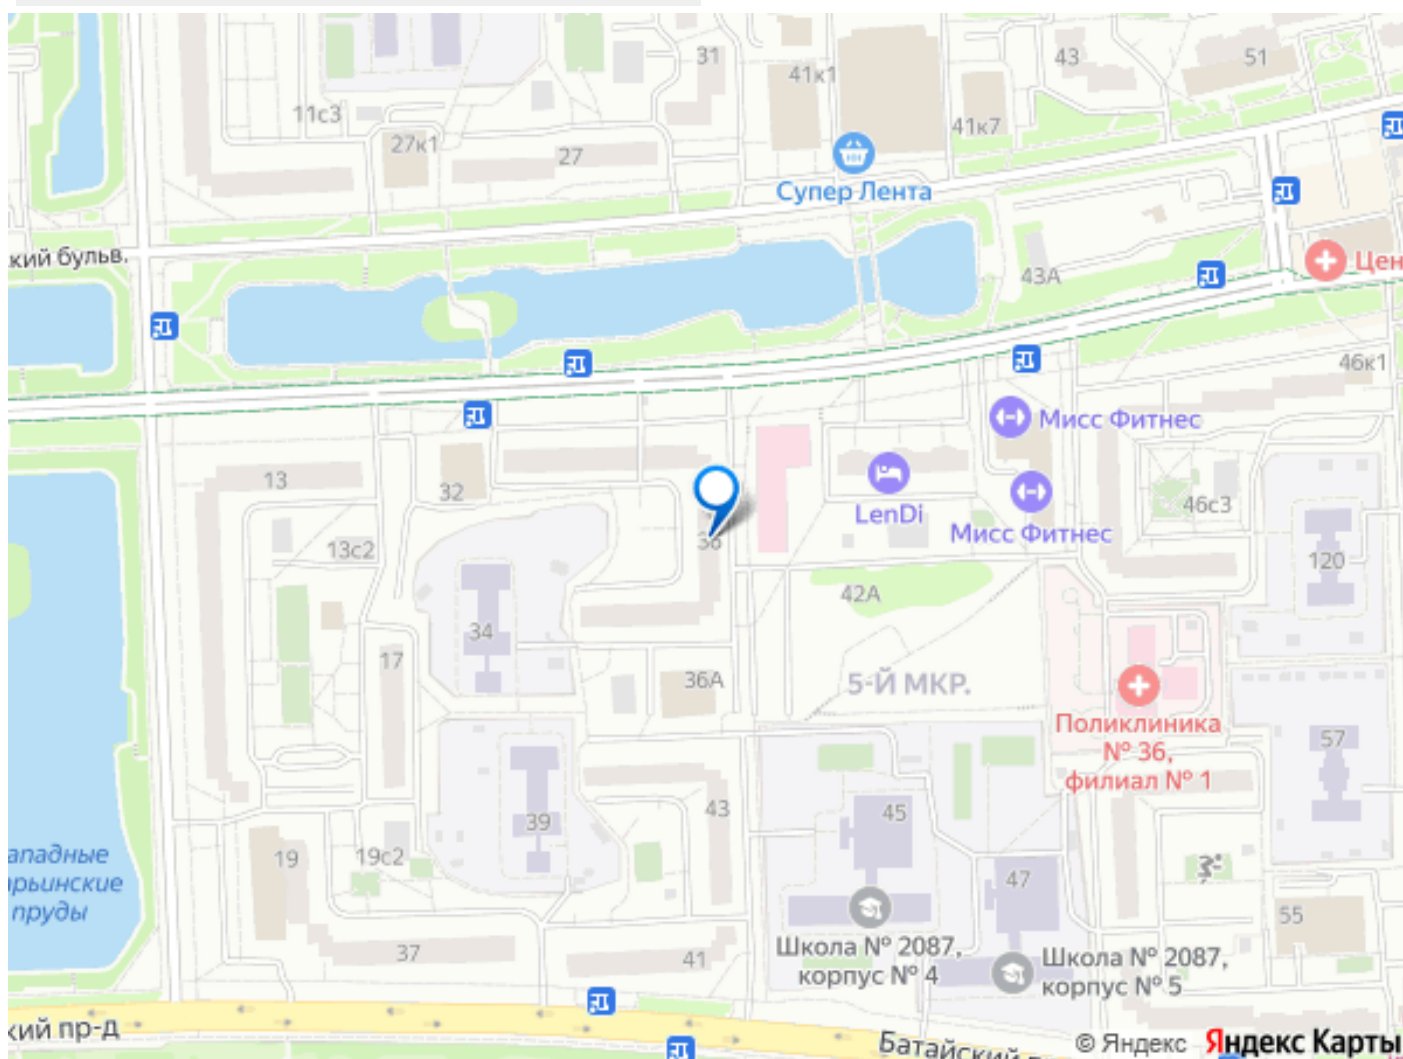 31
41к1
43
51
11с3
27к1
27
41к7
Супер Лента
кий бульв.
43А
Цен
46к1
Мисс Фитнес
13
32
LenDi
Мисс Фитнес
46с3
13с2
120
42А
34
17
36А
5-Й МКР.
Поликлиника
№ 36,
филиал № 1
57
43
45
39
19
19с2
47
ападные
рьинские
пруды
55
37
41
Школа № 2087,
корпус № 4
Школа № 2087,
корпус № 5
кий пр-д
Батайский
© Яндекс
Яндекс Карты